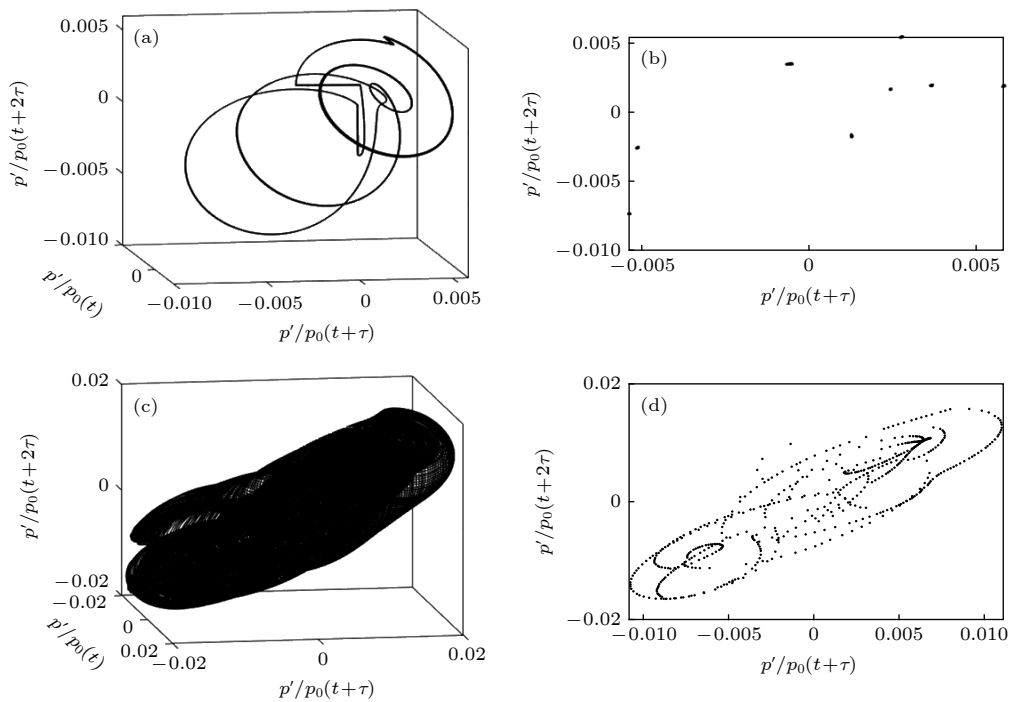 (a)
0.005
0
−0.005
−0.010
p′/p₀(t+2τ)
0
p′/p₀(t)
−0.010
−0.005
0
0.005
p′/p₀(t+τ)
(b)
0.005
0
−0.005
−0.010
p′/p₀(t+2τ)
−0.005
0
0.005
p′/p₀(t+τ)
(c)
0.02
0
−0.02
p′/p₀(t+2τ)
−0.02
0
0.02
p′/p₀(t)
−0.02
0
0.02
p′/p₀(t+τ)
(d)
0.02
0
−0.02
p′/p₀(t+2τ)
−0.010
−0.005
0
0.005
0.010
p′/p₀(t+τ)